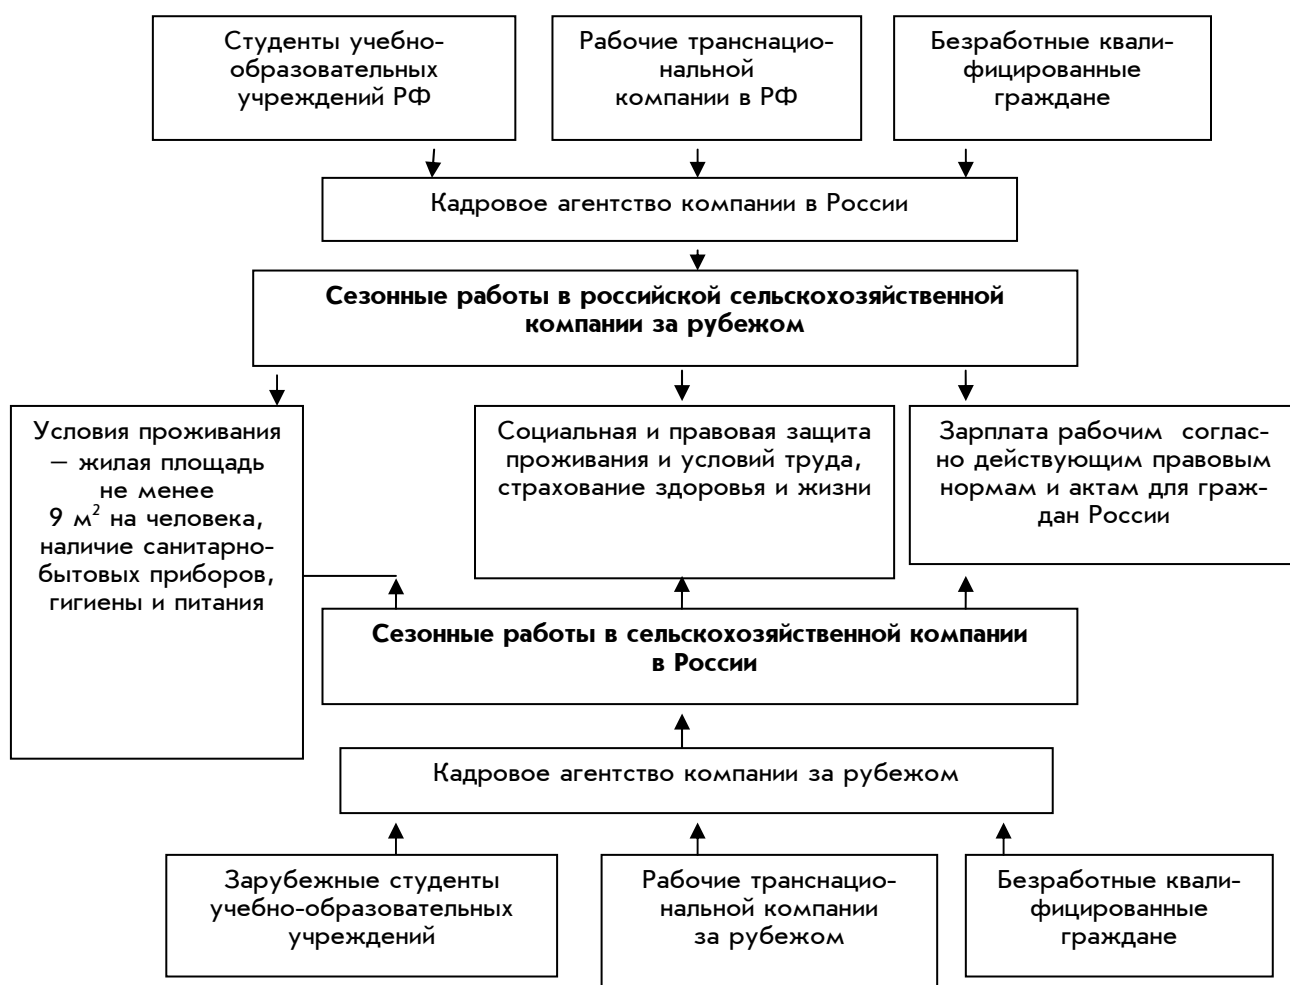 Студенты учебно-
образовательных
учреждений РФ
Рабочие транснацио-
нальной
компании в РФ
Безработные квали-
фицированные
граждане
Кадровое агентство компании в России
Сезонные работы в российской сельскохозяйственной
компании за рубежом
Условия проживания
– жилая площадь
не менее
9 м² на человека,
наличие санитарно-
бытовых приборов,
гигиены и питания
Социальная и правовая защита
проживания и условий труда,
страхование здоровья и жизни
Зарплата рабочим соглас-
но действующим правовым
нормам и актам для граж-
дан России
Сезонные работы в сельскохозяйственной компании
в России
Кадровое агентство компании за рубежом
Зарубежные студенты
учебно-образовательных
учреждений
Рабочие транснацио-
нальной компании
за рубежом
Безработные квали-
фицированные
граждане